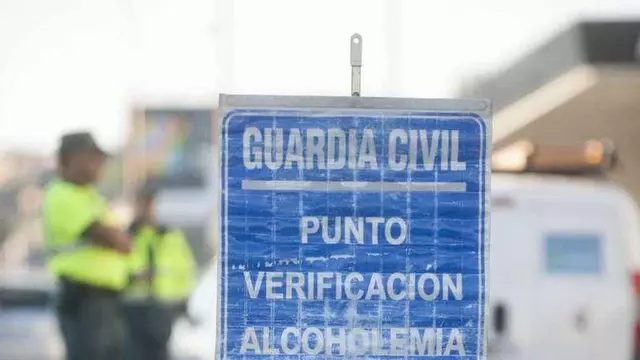 GUARDIA CIVIL
PUNTO
VERIFICACIÓN
ALCOHOLEMIA